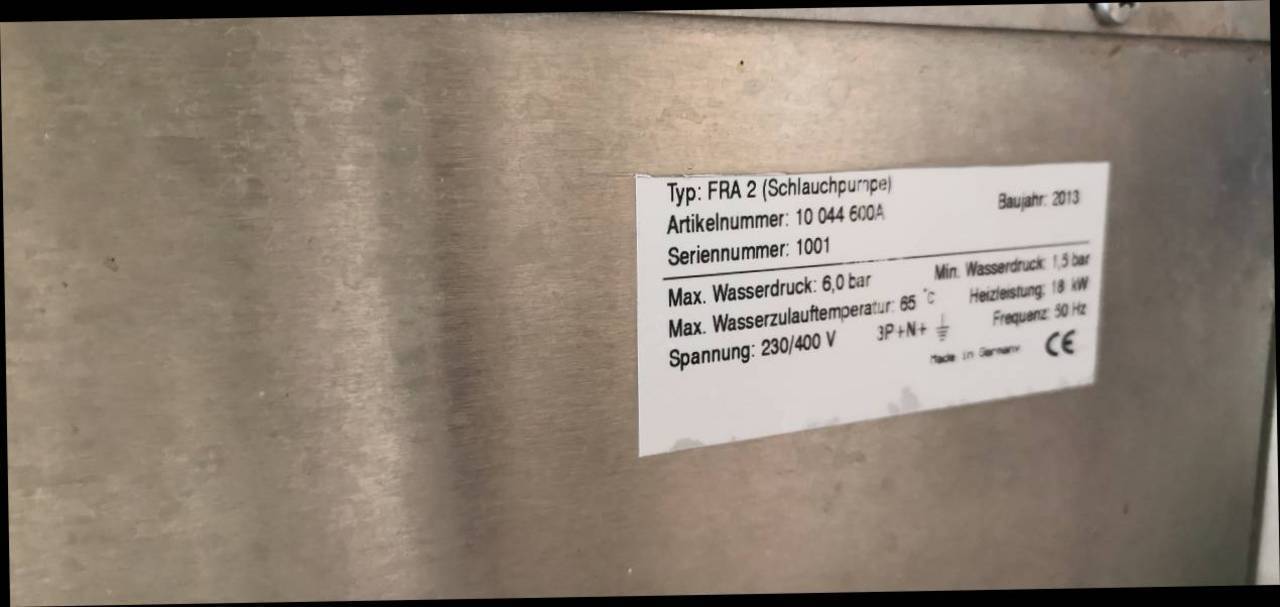 Typ: FRA 2 (Schlauchpumpe)
Artikelnummer: 10 044 600A
Baujahr: 2013
Seriennummer: 1001
Max. Wasserdruck: 6,0 bar
Min. Wasserdruck: 1,5 bar
Max. Wasserzulauftemperatur: 65 °C
Heizleistung: 18 kW
Spannung: 230/400 V 3P+N+⏚
Frequenz: 50 Hz
Made in Germany CE